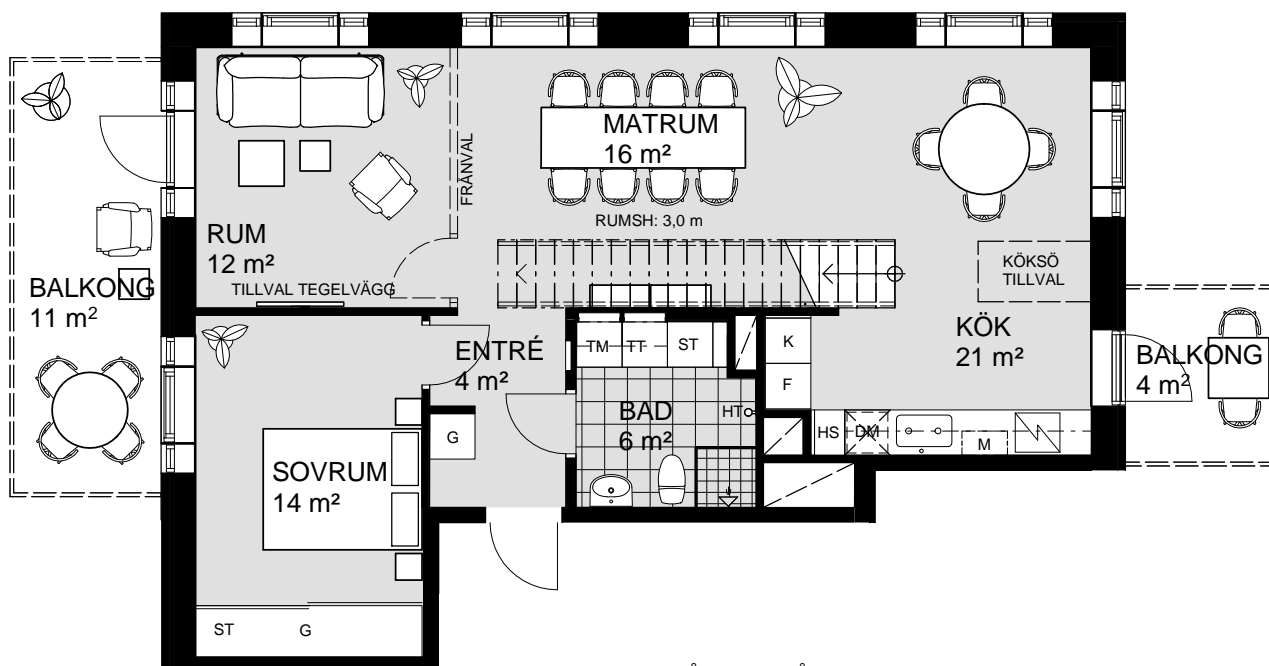 MATRUM
16 m²
FRÅNVAL
RUMSH: 3,0 m
RUM
12 m²
TILLVAL TEGELVÄGG
BALKONG
11 m²
KÖKSÖ
TILLVAL
KÖK
21 m²
BALKONG
4 m²
ENTRÉ
4 m²
TM
TT
ST
K
F
BAD
6 m²
HT
HS
DM
M
G
SOVRUM
14 m²
ST
G